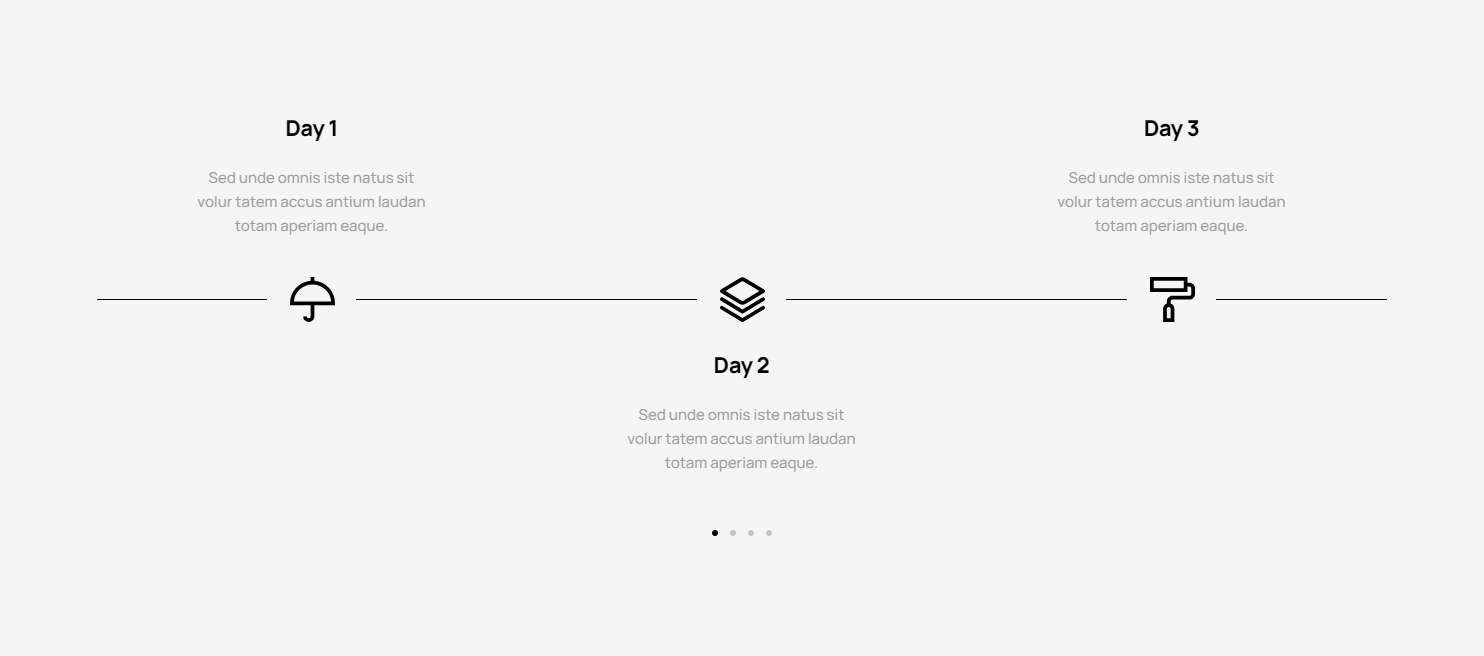 Day 1
Sed unde omnis iste natus sit
volur tatem accus antium laudan
totam aperiam eaque.
Day 2
Sed unde omnis iste natus sit
volur tatem accus antium laudan
totam aperiam eaque.
Day 3
Sed unde omnis iste natus sit
volur tatem accus antium laudan
totam aperiam eaque.